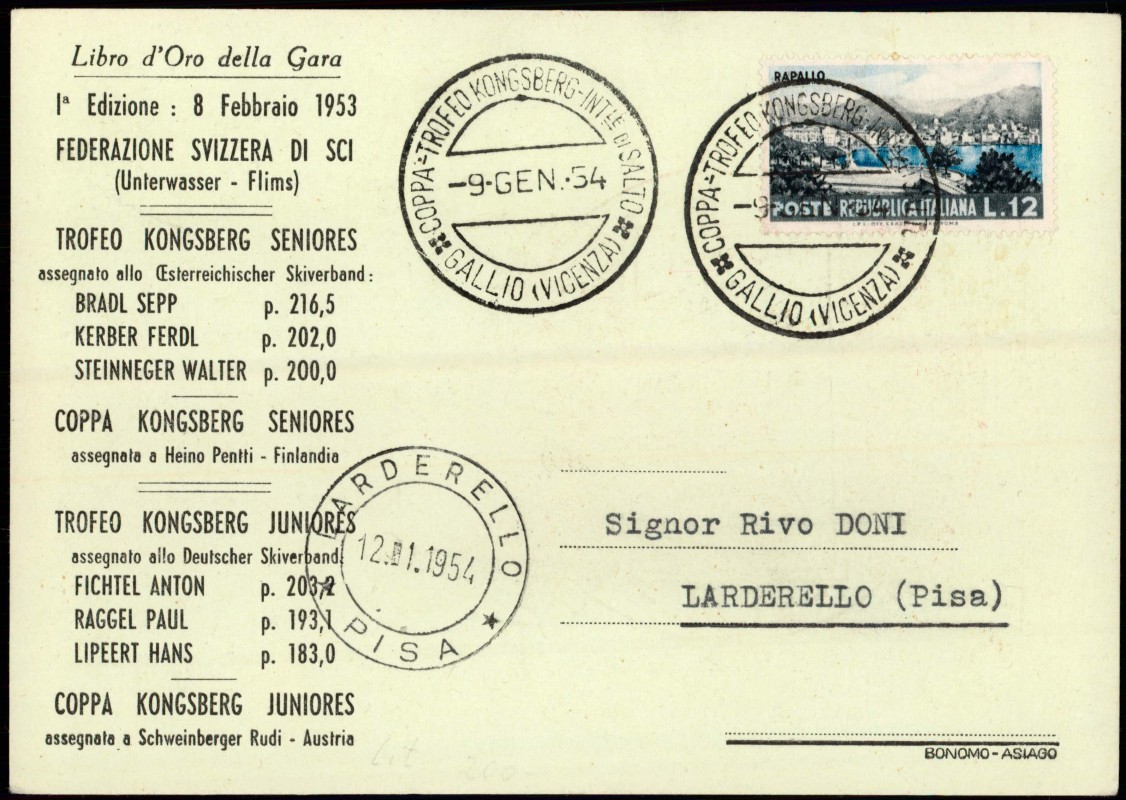 Libro d'Oro della Gara
Iª Edizione : 8 Febbraio 1953
FEDERAZIONE SVIZZERA DI SCI
(Unterwasser - Flims)
TROFEO KONGSBERG SENIORES
assegnato allo Œsterreichischer Skiverband :
BRADL SEPP p. 216,5
KERBER FERDL p. 202,0
STEINNEGER WALTER p. 200,0
COPPA KONGSBERG SENIORES
assegnata a Heino Pentti - Finlandia
TROFEO KONGSBERG JUNIORES
assegnato allo Deutscher Skiverband:
FICHTEL ANTON p. 203,2
RAGGEL PAUL p. 193,1
LIPEERT HANS p. 183,0
COPPA KONGSBERG JUNIORES
assegnata a Schweinberger Rudi - Austria
COPPA=TROFEO KONGSBERG-INTLE DI SALTO
-9·GEN.·54
GALLIO (VICENZA)
RAPALLO
POSTE REPUBBLICA ITALIANA L.12
COPPA=TROFEO KONGSBERG-
GALLIO (VICENZA)
LARDERELLO
12. 1.1954
PISA
Signor Rivo DONI
LARDERELLO (Pisa)
BONOMO - ASIAGO
Lit 200-